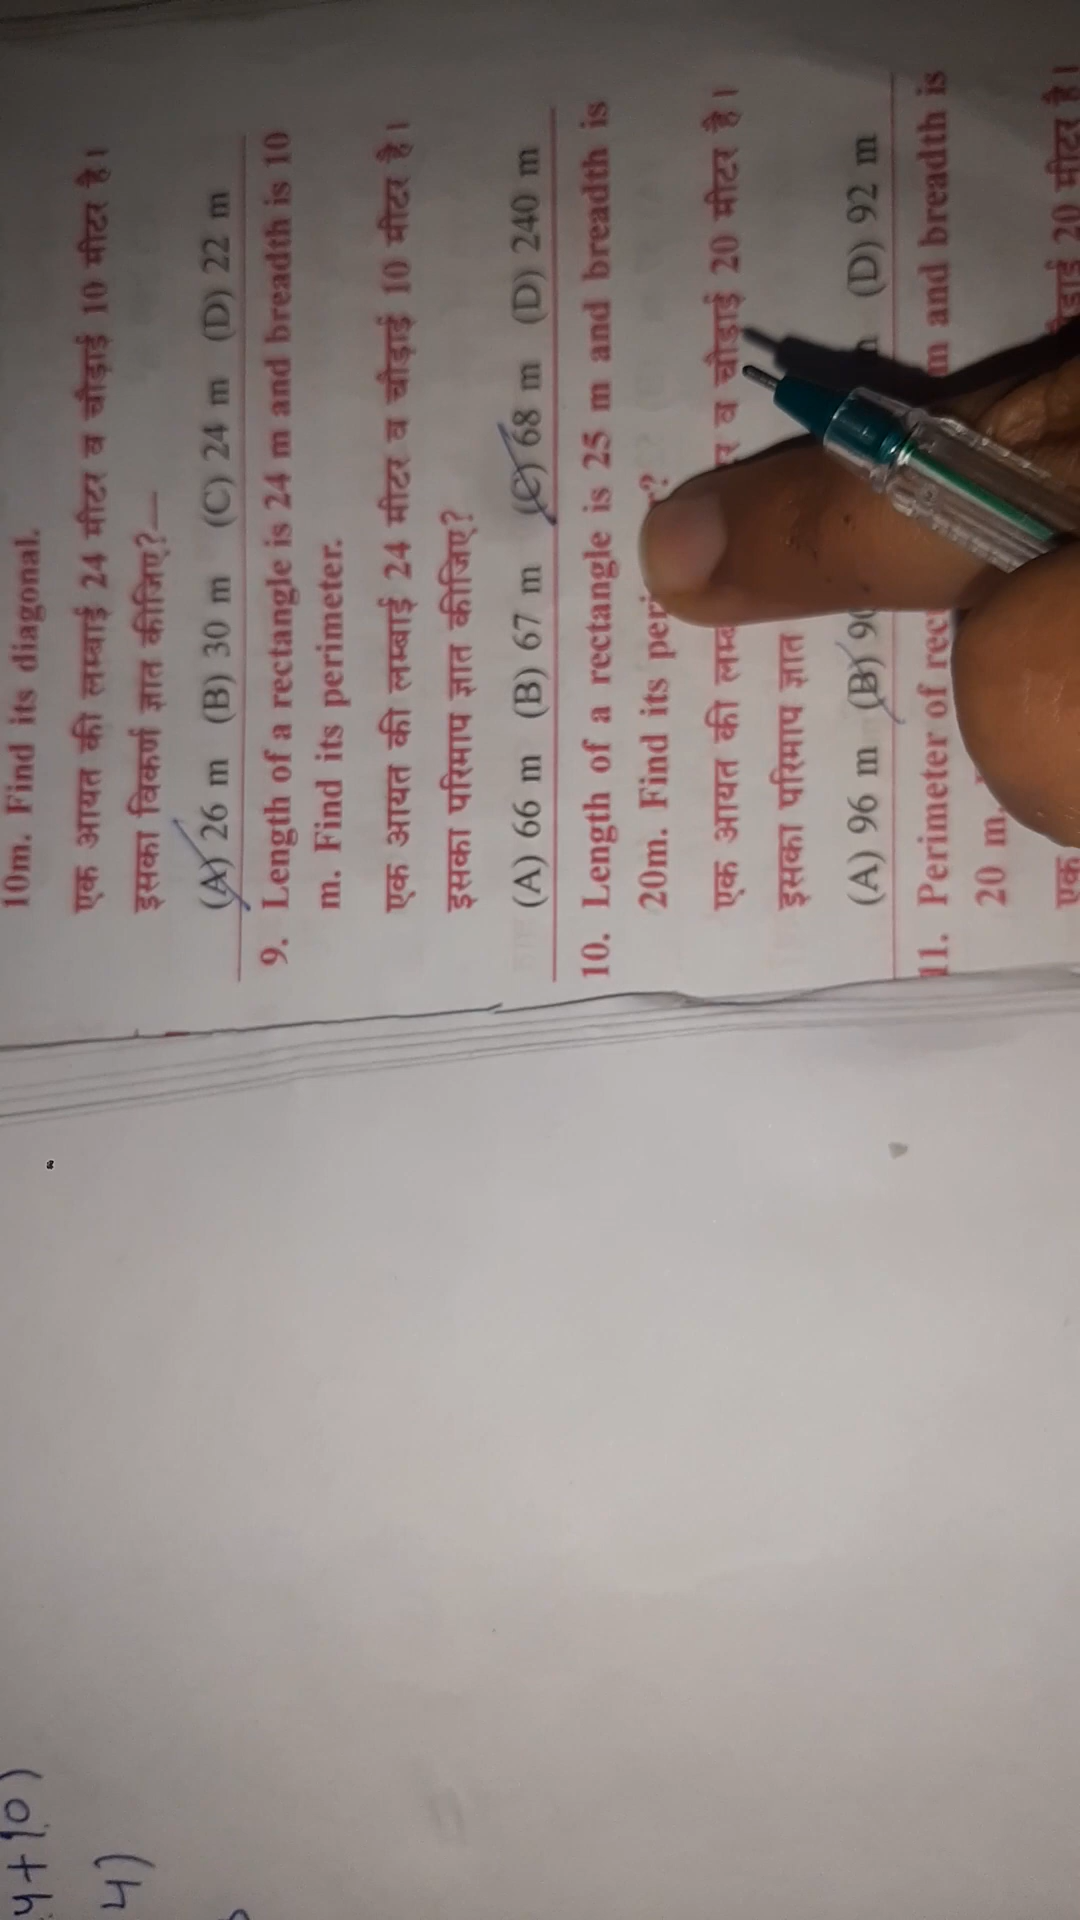 10m. Find its diagonal.
एक आयत की लम्बाई 24 मीटर व चौड़ाई 10 मीटर है।
इसका विकर्ण ज्ञात कीजिए?—
(A) 26 m (B) 30 m (C) 24 m (D) 22 m
9. Length of a rectangle is 24 m and breadth is 10
m. Find its perimeter.
एक आयत की लम्बाई 24 मीटर व चौड़ाई 10 मीटर है।
इसका परिमाप ज्ञात कीजिए?
(A) 66 m (B) 67 m (C) 68 m (D) 240 m
10. Length of a rectangle is 25 m and breadth is
20m. Find its
एक आयत की व चौड़ाई 20 मीटर है।
इसका परिमाप ज्ञात
(A) 96 m (B) (D) 92 m
11. Perimeter of m and breadth is
20 m.
एक 20 मीटर है।
+10)
4)